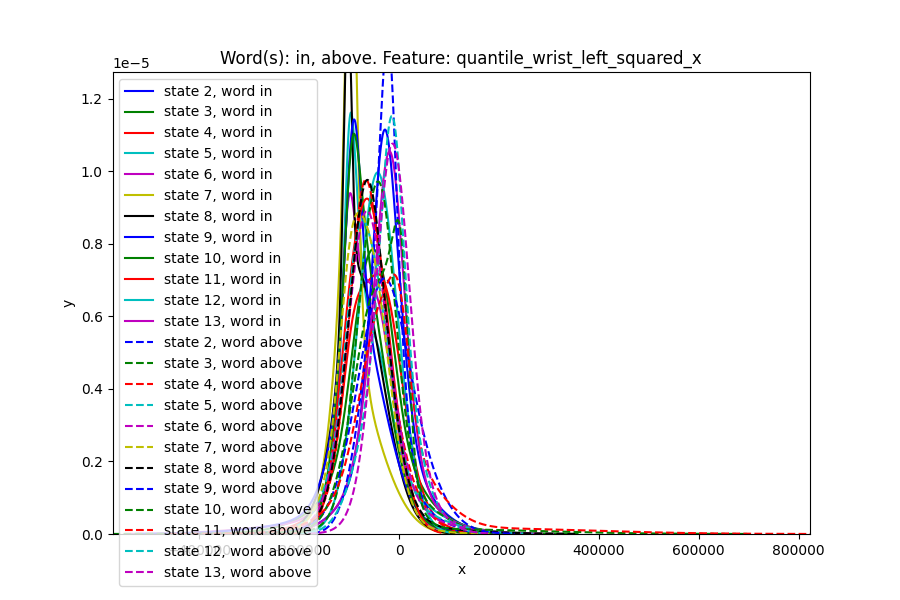 Word(s): in, above. Feature: quantile_wrist_left_squared_x
1e−5
1.2
1.0
0.8
0.6
0.4
0.2
0.0
y
state 2, word in
state 3, word in
state 4, word in
state 5, word in
state 6, word in
state 7, word in
state 8, word in
state 9, word in
state 10, word in
state 11, word in
state 12, word in
state 13, word in
state 2, word above
state 3, word above
state 4, word above
state 5, word above
state 6, word above
state 7, word above
state 8, word above
state 9, word above
state 10, word above
state 11, word above
state 12, word above
state 13, word above
0 200000 400000 600000 800000
x